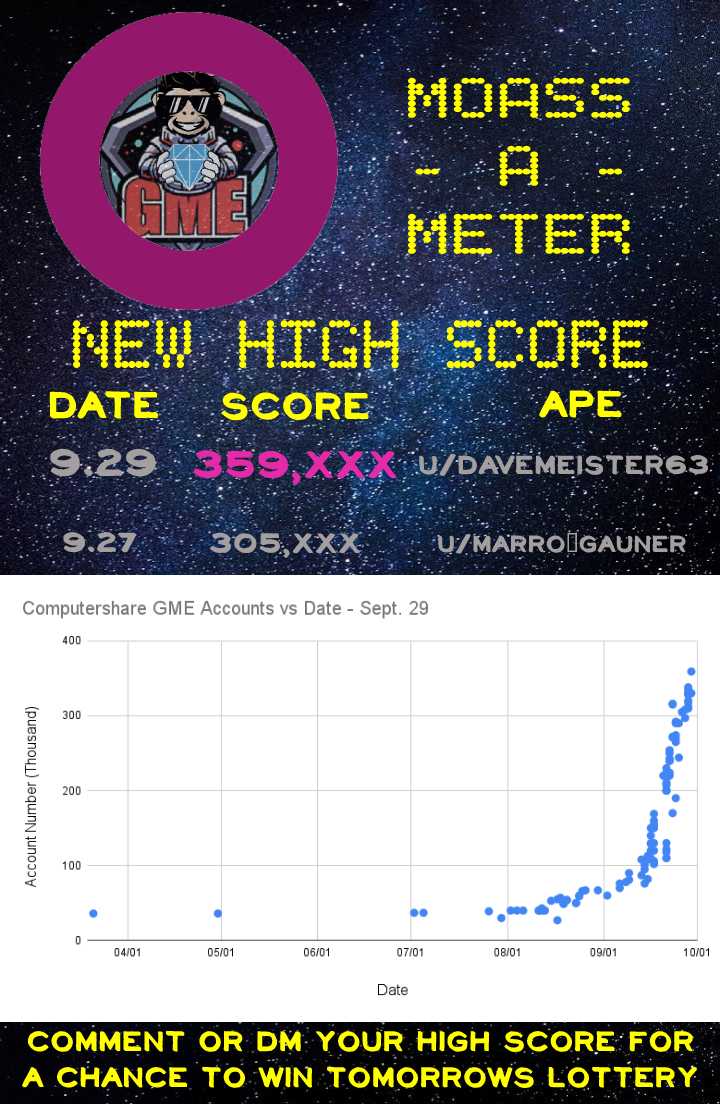 GME
MOASS
- A -
METER
NEW HIGH SCORE
DATE SCORE APE
9.29 359,XXX U/DAVEMEISTER63
9.27 305,XXX U/MARRO▯GAUNER
Computershare GME Accounts vs Date - Sept. 29
Account Number (Thousand)
400
300
200
100
0
04/01 05/01 06/01 07/01 08/01 09/01 10/01
Date
COMMENT OR DM YOUR HIGH SCORE FOR
A CHANCE TO WIN TOMORROWS LOTTERY